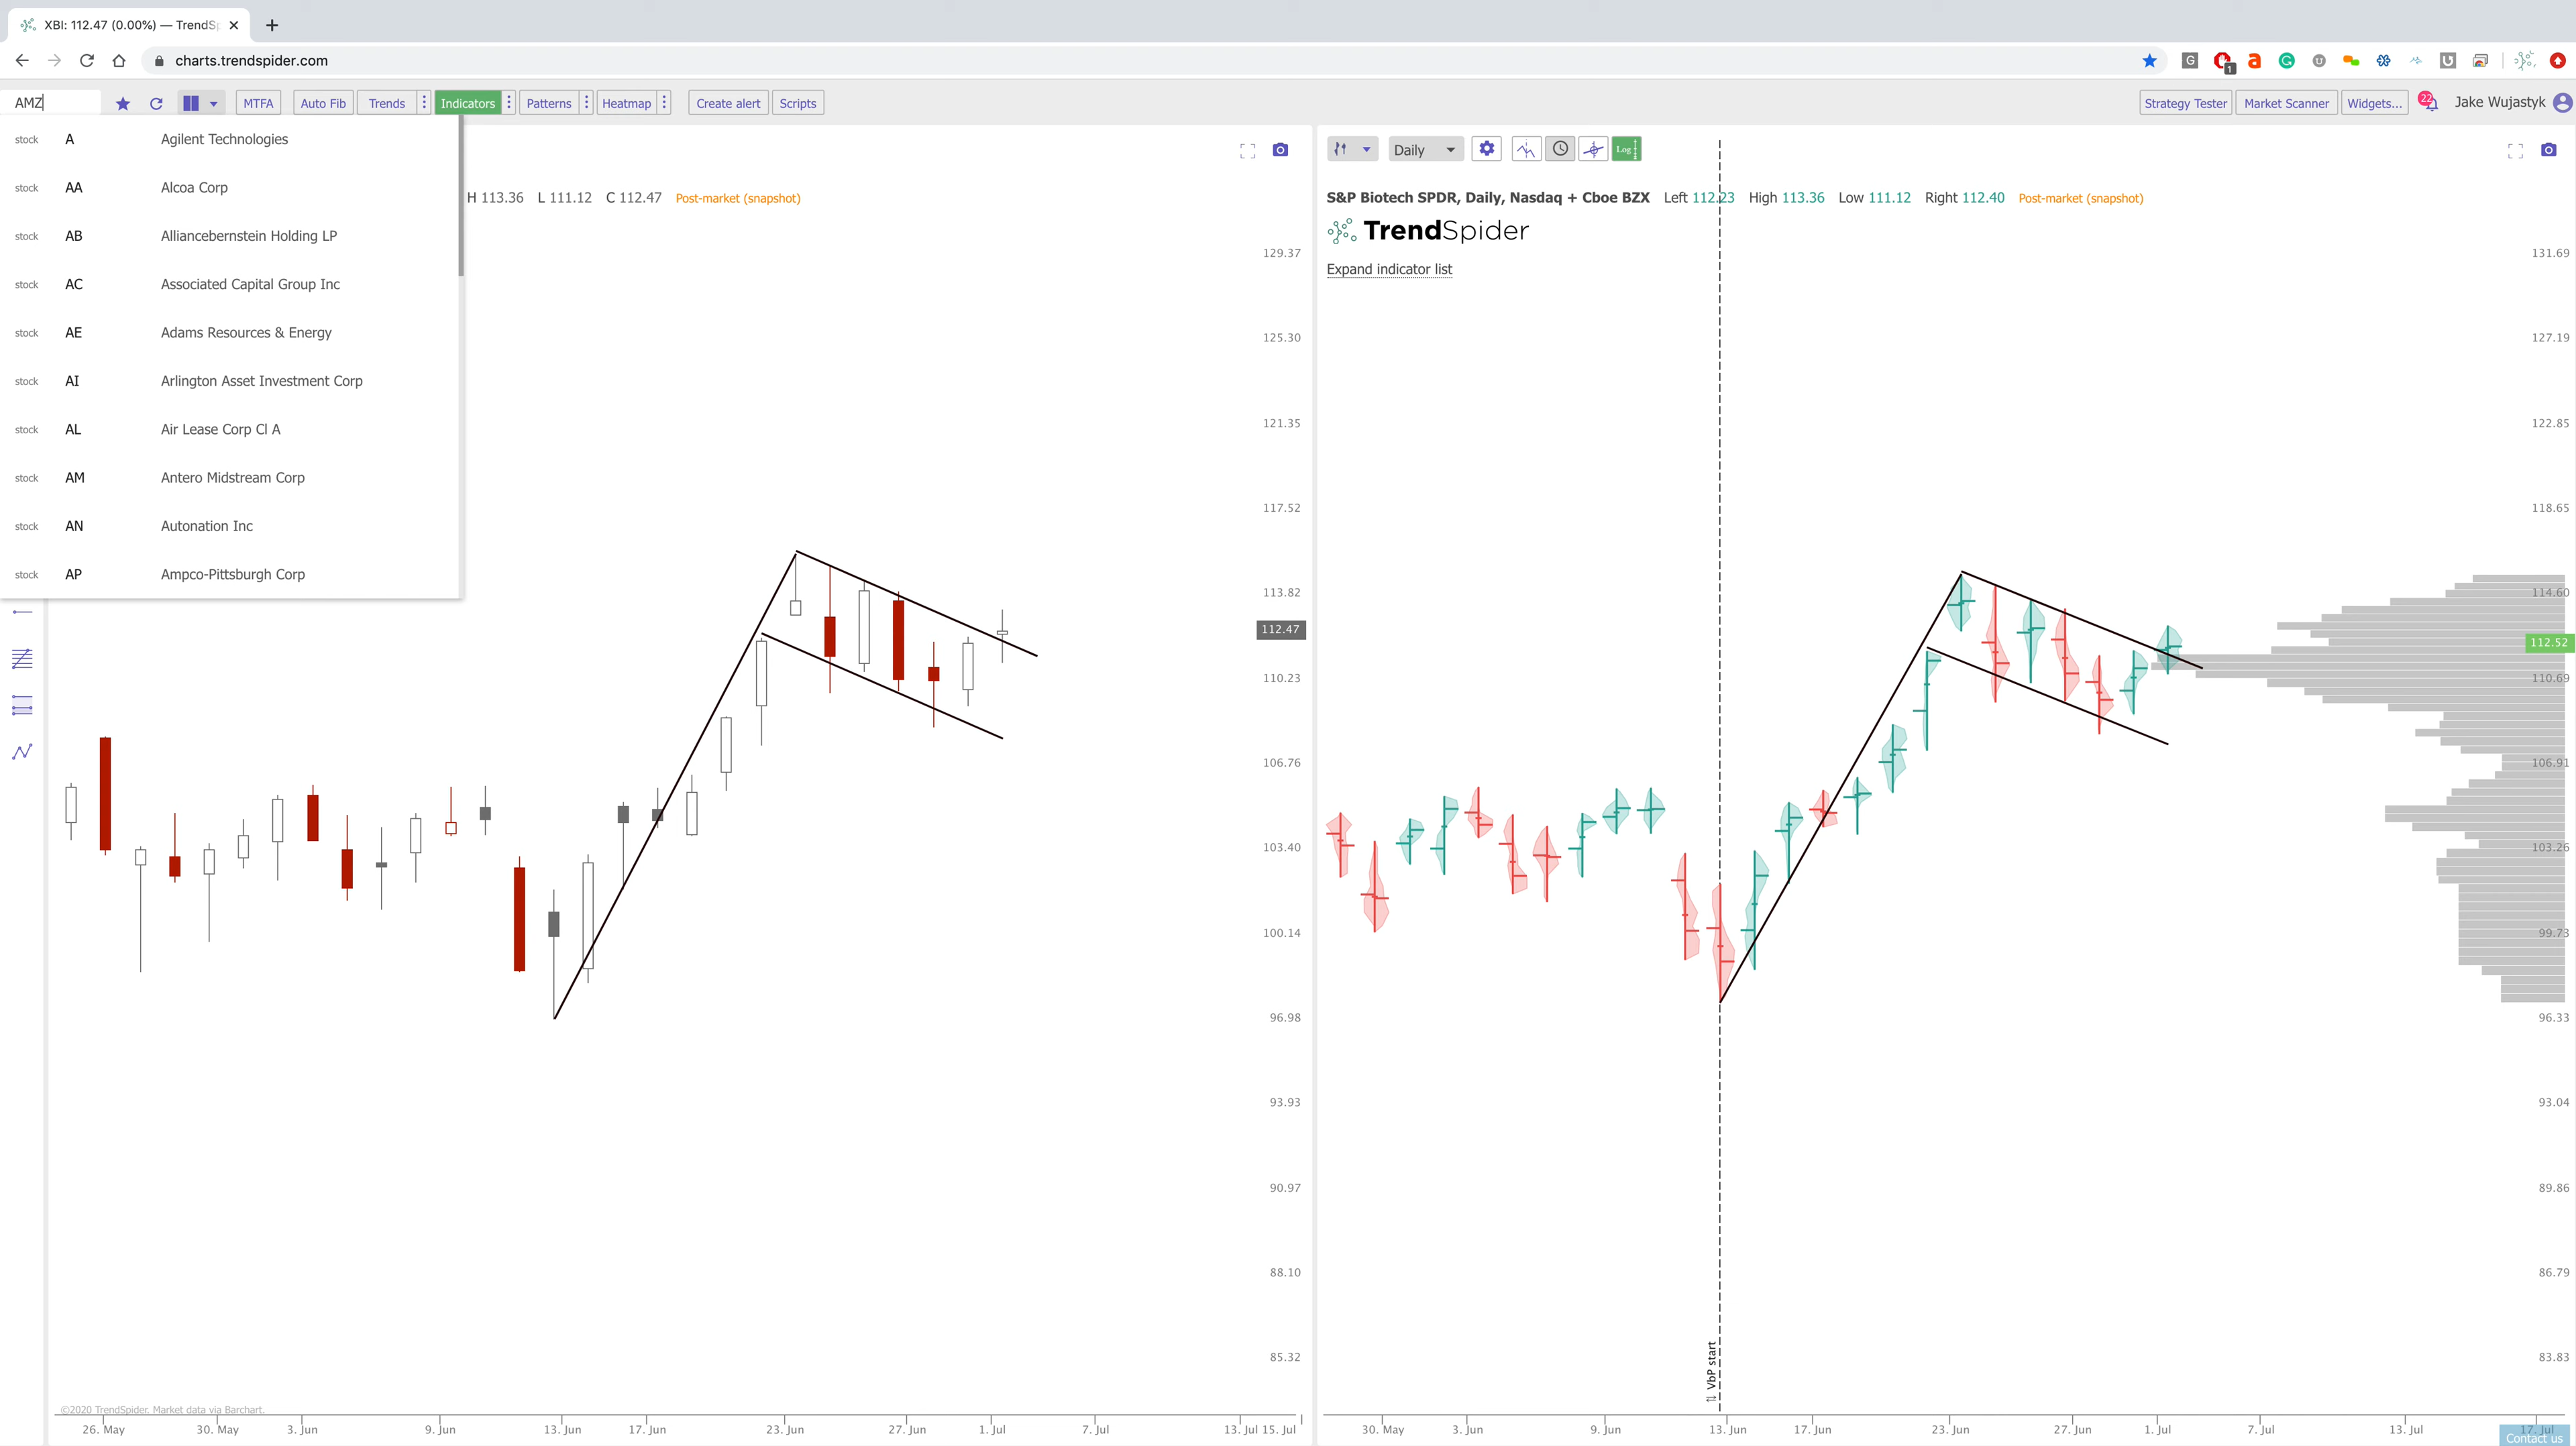 XBI: 112.47 (0.00%) — TrendSp
charts.trendspider.com
AMZ MTFA Auto Fib Trends Indicators Patterns Heatmap Create alert Scripts Strategy Tester Market Scanner Widgets... 22 Jake Wujastyk
stock A Agilent Technologies
stock AA Alcoa Corp
stock AB Alliancebernstein Holding LP
stock AC Associated Capital Group Inc
stock AE Adams Resources & Energy
stock AI Arlington Asset Investment Corp
stock AL Air Lease Corp Cl A
stock AM Antero Midstream Corp
stock AN Autonation Inc
stock AP Ampco-Pittsburgh Corp
H 113.36 L 111.12 C 112.47 Post-market (snapshot)
129.37
125.30
121.35
117.52
113.82
112.47
110.23
106.76
103.40
100.14
96.98
93.93
90.97
88.10
85.32
©2020 TrendSpider. Market data via Barchart.
26. May 30. May 3. Jun 9. Jun 13. Jun 17. Jun 23. Jun 27. Jun 1. Jul 7. Jul 13. Jul 15. Jul
Daily Log
S&P Biotech SPDR, Daily, Nasdaq + Cboe BZX Left 112.23 High 113.36 Low 111.12 Right 112.40 Post-market (snapshot)
TrendSpider
Expand indicator list
131.69
127.19
122.85
118.65
114.60
112.52
110.69
106.91
103.26
99.73
96.33
93.04
89.86
86.79
83.83
VbP start
30. May 3. Jun 9. Jun 13. Jun 17. Jun 23. Jun 27. Jun 1. Jul 7. Jul 13. Jul 17. Jul
Contact us